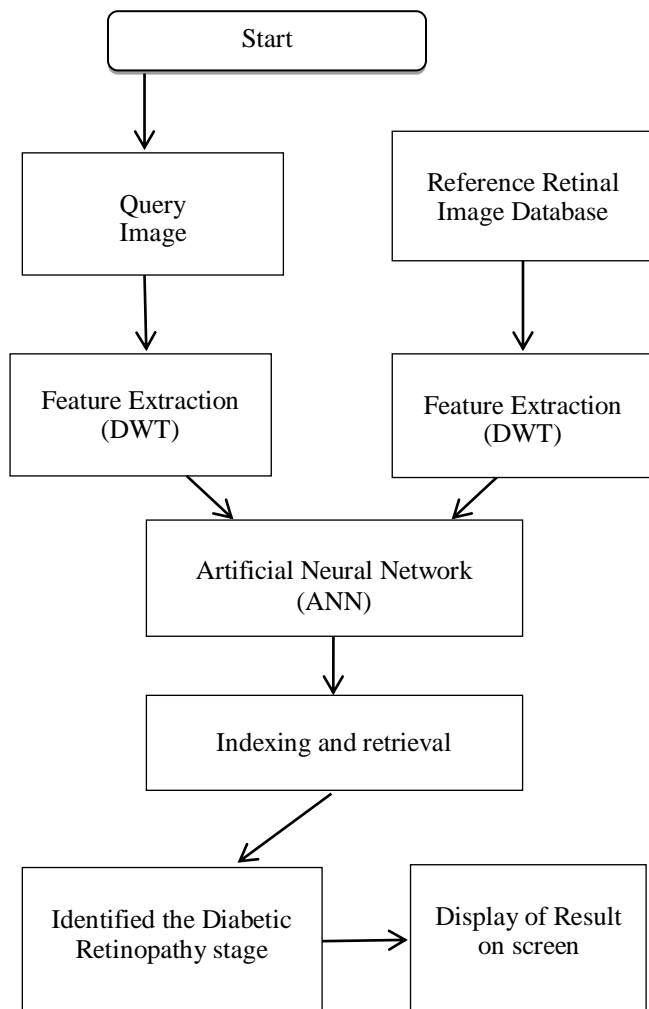 Start
Query
Image
Reference Retinal
Image Database
Feature Extraction
(DWT)
Feature Extraction
(DWT)
Artificial Neural Network
(ANN)
Indexing and retrieval
Identified the Diabetic
Retinopathy stage
Display of Result
on screen